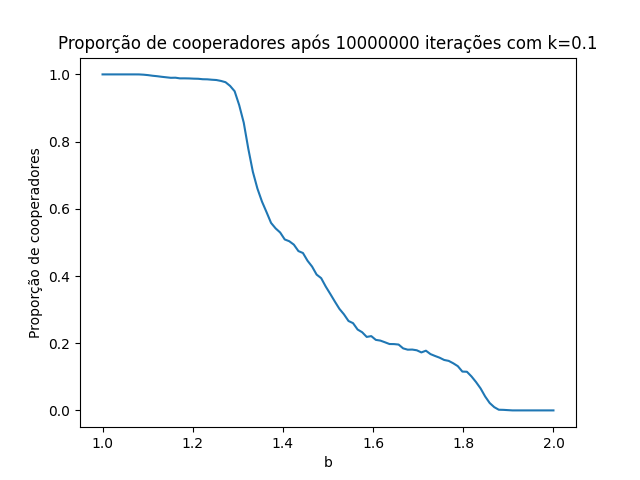 Proporção de cooperadores após 10000000 iterações com k=0.1
Proporção de cooperadores
1.0
0.8
0.6
0.4
0.2
0.0
1.0 1.2 1.4 1.6 1.8 2.0
b